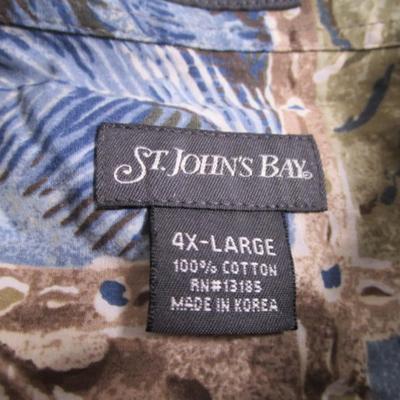 ST. JOHN'S BAY
4X-LARGE
100% COTTON
RN#13185
MADE IN KOREA